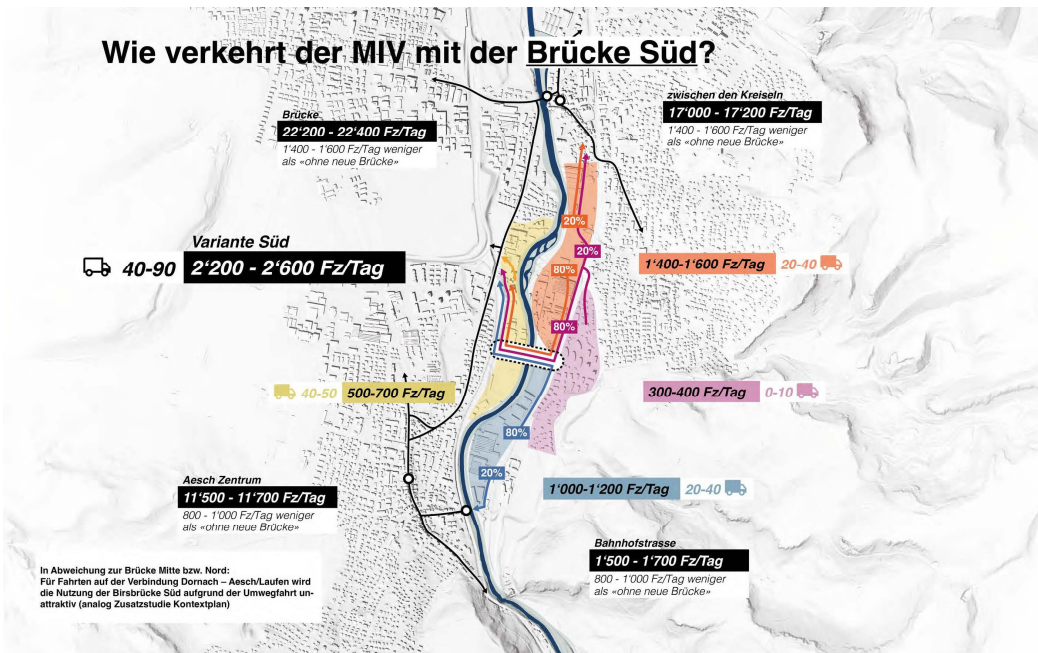 Wie verkehrt der MIV mit der Brücke Süd?
Brücke
22'200 - 22'400 Fz/Tag
1'400 - 1'600 Fz/Tag weniger
als «ohne neue Brücke»
zwischen den Kreiseln
17'000 - 17'200 Fz/Tag
1'400 - 1'600 Fz/Tag weniger
als «ohne neue Brücke»
Variante Süd
40-90 2'200 - 2'600 Fz/Tag
20%
20%
80%
80%
1'400-1'600 Fz/Tag 20-40
40-50 500-700 Fz/Tag
300-400 Fz/Tag 0-10
80%
20%
Aesch Zentrum
11'500 - 11'700 Fz/Tag
800 - 1'000 Fz/Tag weniger
als «ohne neue Brücke»
1'000-1'200 Fz/Tag 20-40
Bahnhofstrasse
1'500 - 1'700 Fz/Tag
800 - 1'000 Fz/Tag weniger
als «ohne neue Brücke»
In Abweichung zur Brücke Mitte bzw. Nord:
Für Fahrten auf der Verbindung Dornach – Aesch/Laufen wird
die Nutzung der Birsbrücke Süd aufgrund der Umwegfahrt un-
attraktiv (analog Zusatzstudie Kontextplan)